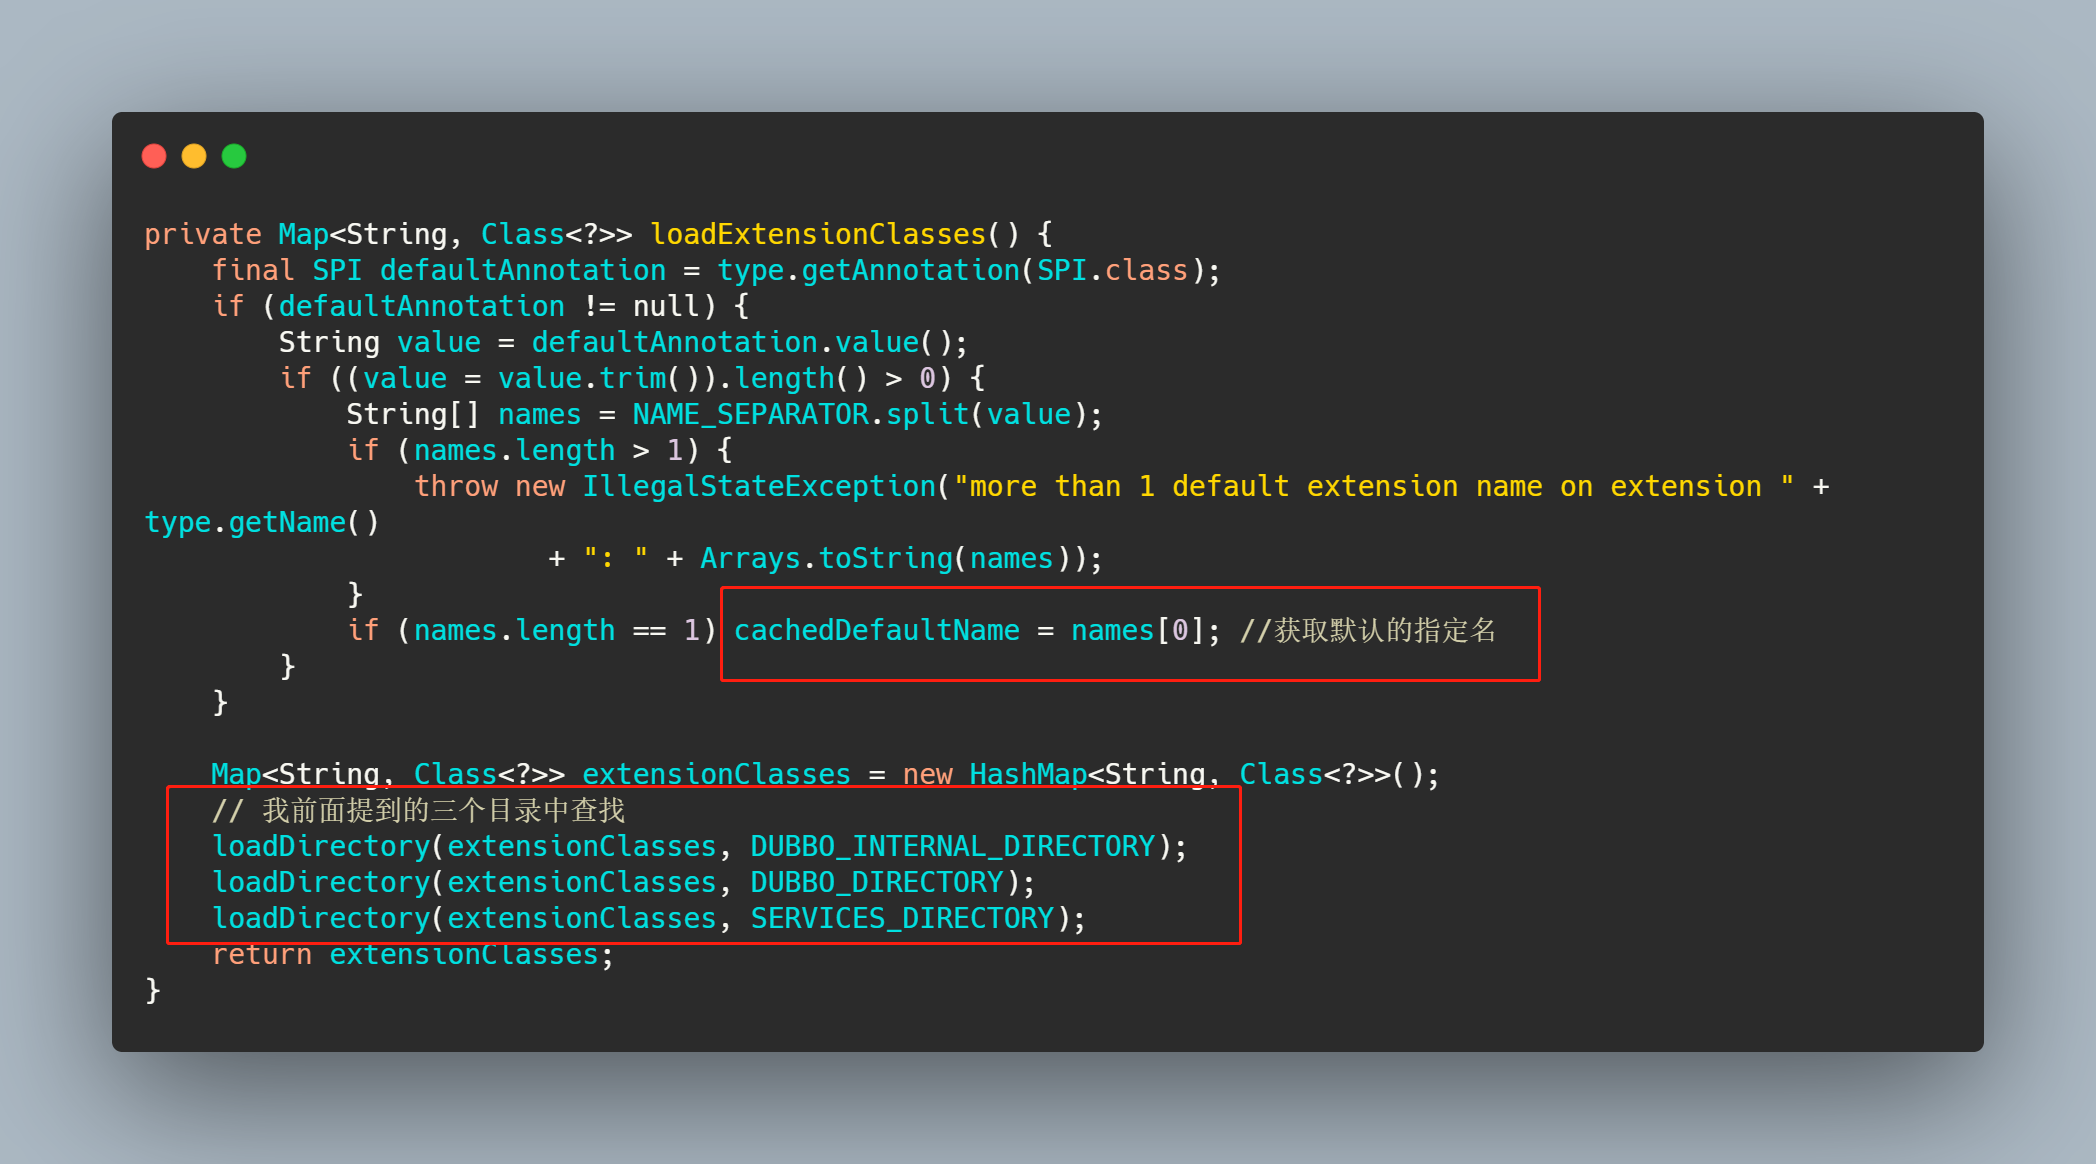 private Map<String, Class<?>> loadExtensionClasses() {
    final SPI defaultAnnotation = type.getAnnotation(SPI.class);
    if (defaultAnnotation != null) {
        String value = defaultAnnotation.value();
        if ((value = value.trim()).length() > 0) {
            String[] names = NAME_SEPARATOR.split(value);
            if (names.length > 1) {
                throw new IllegalStateException("more than 1 default extension name on extension " +
type.getName()
                        + ": " + Arrays.toString(names));
            }
            if (names.length == 1) cachedDefaultName = names[0]; //获取默认的指定名
        }
    }

    Map<String, Class<?>> extensionClasses = new HashMap<String, Class<?>>();
    // 我前面提到的三个目录中查找
    loadDirectory(extensionClasses, DUBBO_INTERNAL_DIRECTORY);
    loadDirectory(extensionClasses, DUBBO_DIRECTORY);
    loadDirectory(extensionClasses, SERVICES_DIRECTORY);
    return extensionClasses;
}